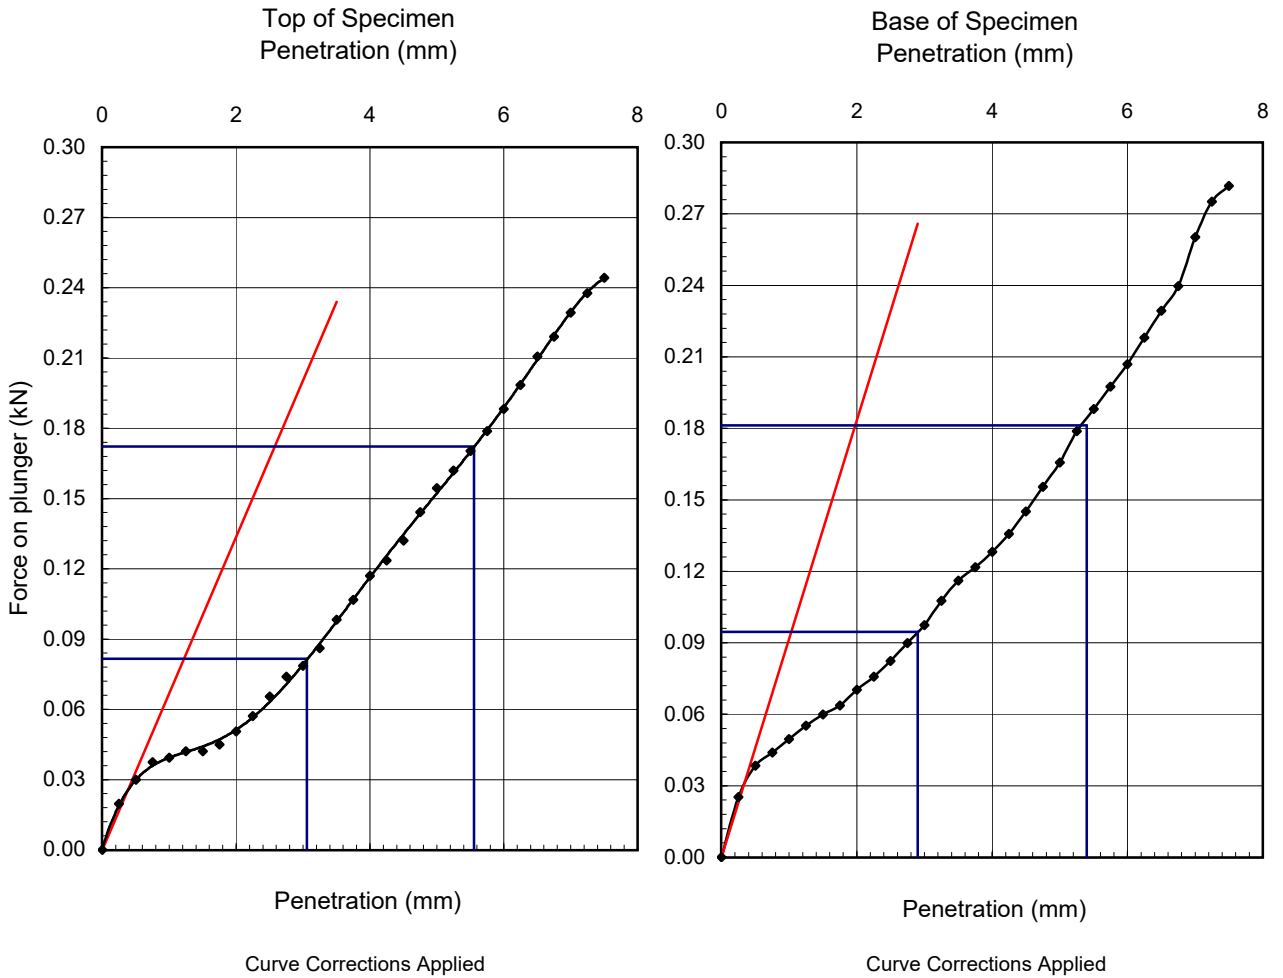 Top of Specimen
Penetration (mm)
0 2 4 6 8
0.30
0.27
0.24
0.21
0.18
0.15
0.12
0.09
0.06
0.03
0.00
Force on plunger (kN)
Penetration (mm)
Curve Corrections Applied
Base of Specimen
Penetration (mm)
0 2 4 6 8
0.30
0.27
0.24
0.21
0.18
0.15
0.12
0.09
0.06
0.03
0.00
Penetration (mm)
Curve Corrections Applied